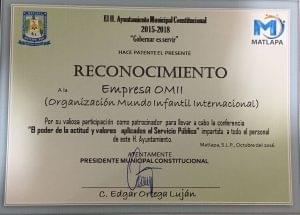 El H. Ayuntamiento Municipal Constitucional
2015-2018
"Gobernar es servir"
MATLAPA
HACE PATENTE EL PRESENTE
RECONOCIMIENTO
A la Empresa OMII
(Organización Mundo Infantil Internacional)
Por su valiosa participación como patrocinador para llevar a cabo la conferencia
"El poder de la actitud y valores aplicados al Servicio Público" impartida a todo el personal
de este H. Ayuntamiento.
Matlapa, S.L.P., Octubre del 2016.
ATENTAMENTE
PRESIDENTE MUNICIPAL CONSTITUCIONAL
C. Edgar Ortega Luján